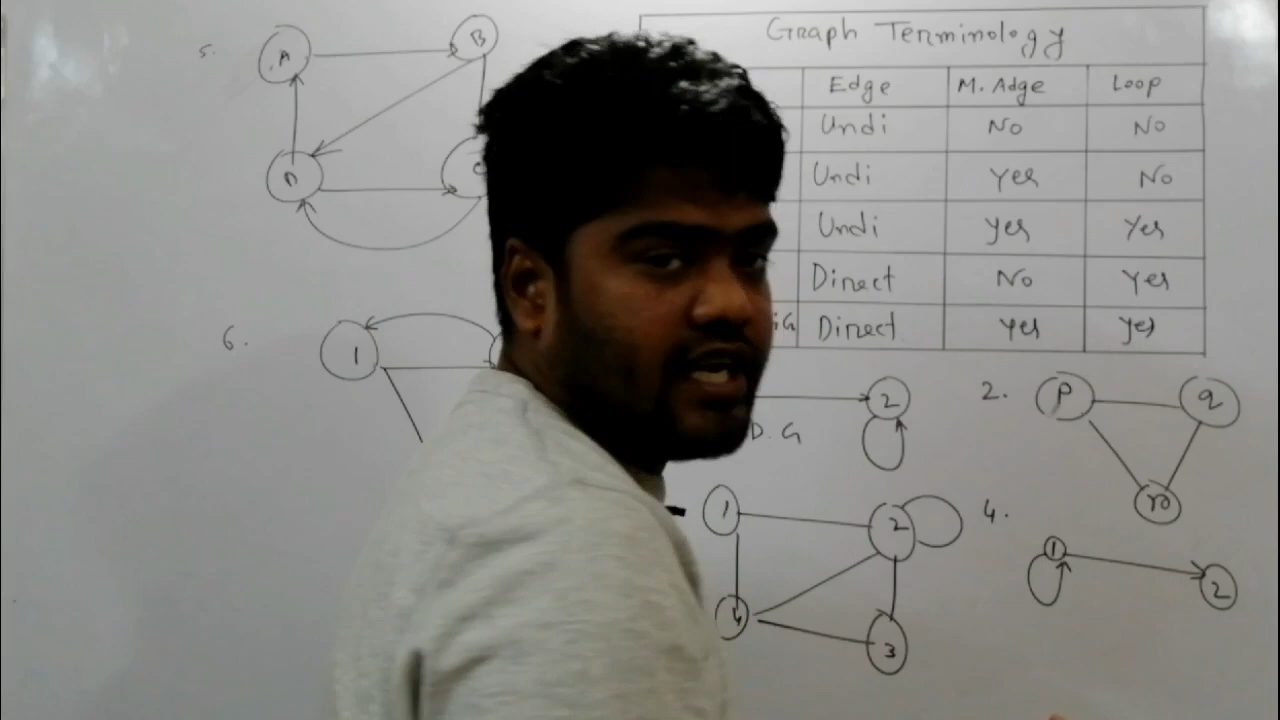 Graph Terminology
Edge M. Adge Loop
Undi No No
Undi Yes No
Undi Yes Yes
Direct No Yes
iG Direct Yes Yes
5.
A
B
D
C
6.
1
2
D. G
2.
P
q
r
1
2
4
3
4.
1
2